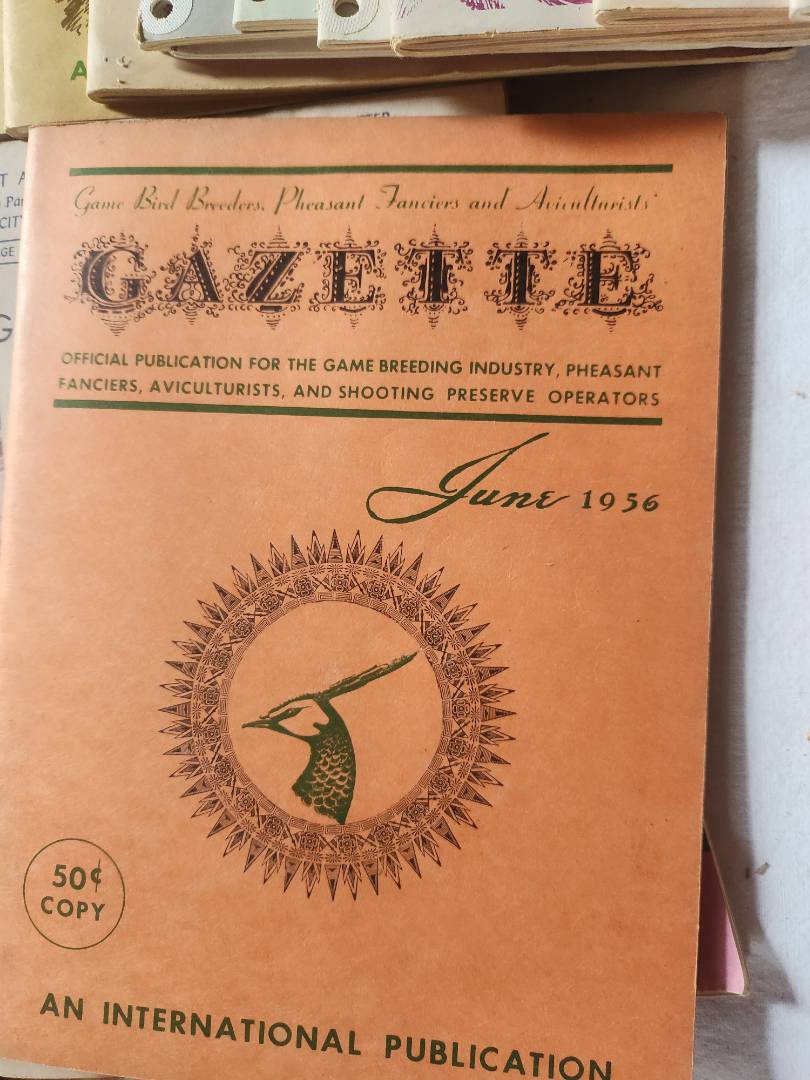 Game Bird Breeders, Pheasant Fanciers and Aviculturists'
GAZETTE
OFFICIAL PUBLICATION FOR THE GAME BREEDING INDUSTRY, PHEASANT
FANCIERS, AVICULTURISTS, AND SHOOTING PRESERVE OPERATORS
June 1956
50¢
COPY
AN INTERNATIONAL PUBLICATION